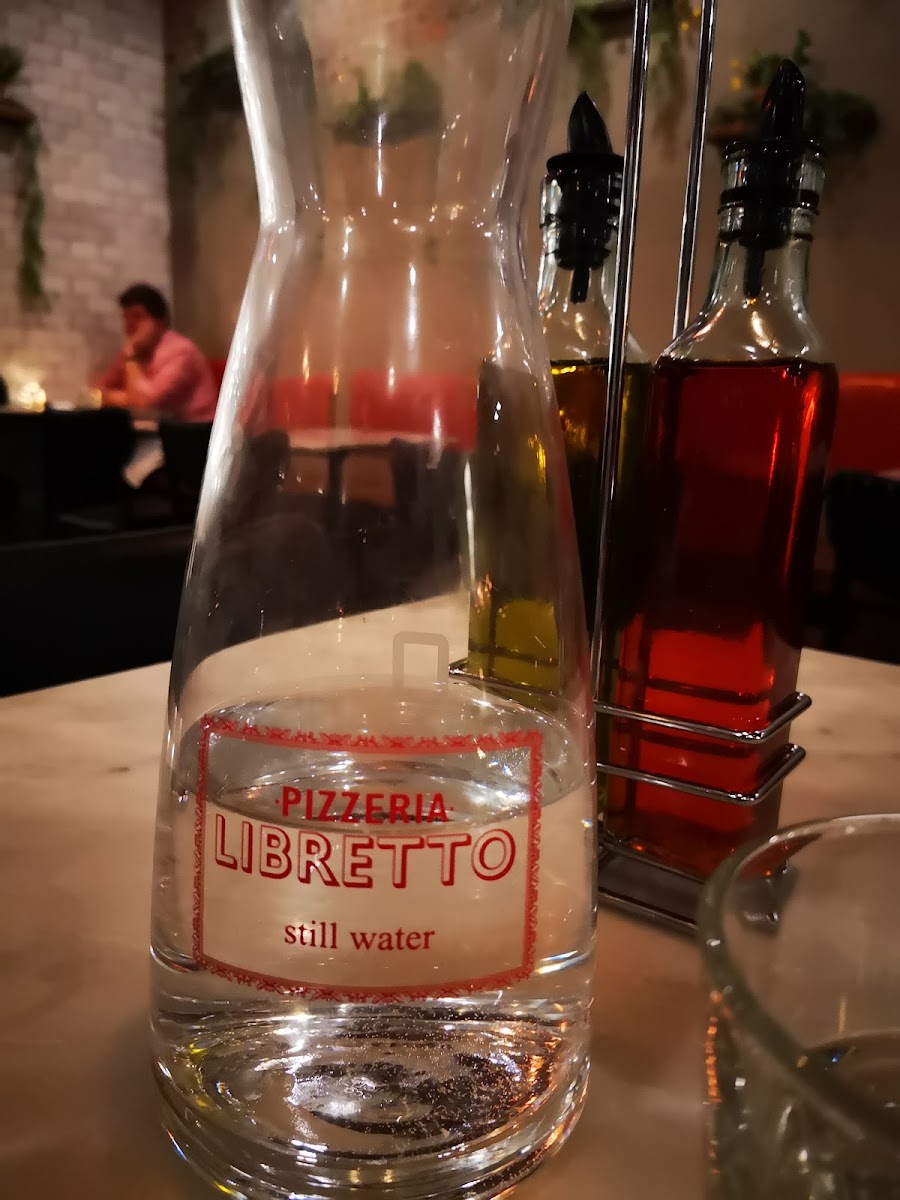 ·PIZZERIA·
LIBRETTO
still water